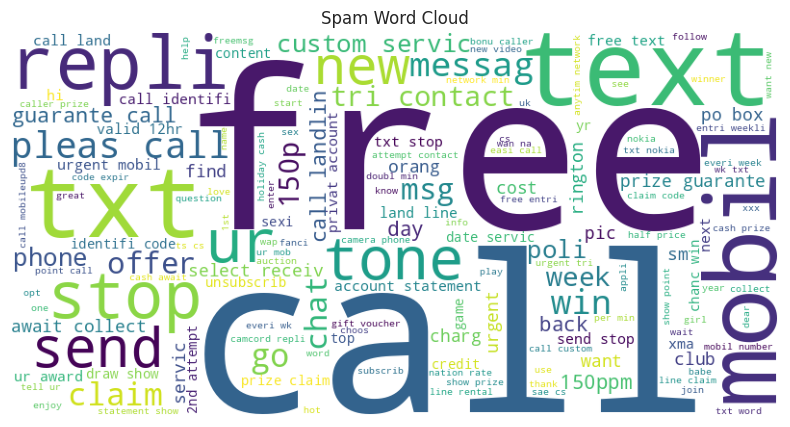 Spam Word Cloud
call land
freemsg
help
content
custom servic
bonu caller
new video
free text
follow
repli
free
new
messag
text
hi
caller prize
call identifi
date
start
tri contact
network min
uk
anytim network
see
winner
want new
guarante call
valid 12hr
po box
entri weekli
pleas call
urgent mobil
find
name
sex
150p
call landlin
privat account
txt stop
cs
wan na
easi call
yr
rington
nokia
txt nokia
everi week
wk txt
code expir
attempt contact
orang
doubl min
know
msg
cost
free entri
prize guarante
claim code
xxx
call mobileupd8
txt
great
question
love
1st
holiday cash
enter
sexi
land line
info
day
date servic
pic
half price
next
cash prize
mobil
identifi code
ts cs
ur
wap
fanci
ur mob
auction
camera phone
tone
poli
sm
chanc win
phone
offer
point call
cash await
select receiv
unsubscrib
chat
account statement
play
urgent tri
week
appli
show point
year
collect
girl
opt
one
stop
everi wk
gift voucher
camcord repli
choos
top
word
game
charg
urgent
win
per min
back
send stop
xma
wait
mobil number
dear
await collect
send
servic
go
credit
call custom
want
club
babe
line claim
join
ur award
draw show
2nd attempt
prize claim
subscrib
nation rate
show prize
line rental
use
thank
sae cs
150ppm
txt word
tell ur
claim
enjoy
statement show
hot
call